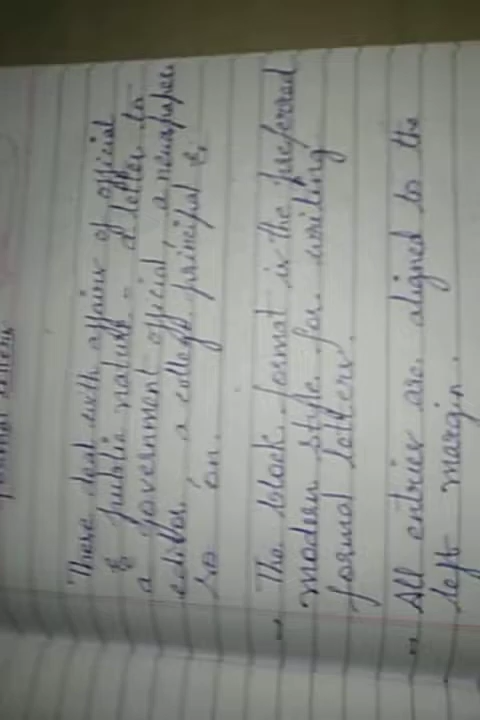 Formal Letters
These deal with affairs of official
& public nature - a letter to
a government official, a newspaper
editor, a college principal &
so on.
- The block format is the preferred
modern style for writing
formal letters.
- All entries are aligned to the
left margin.